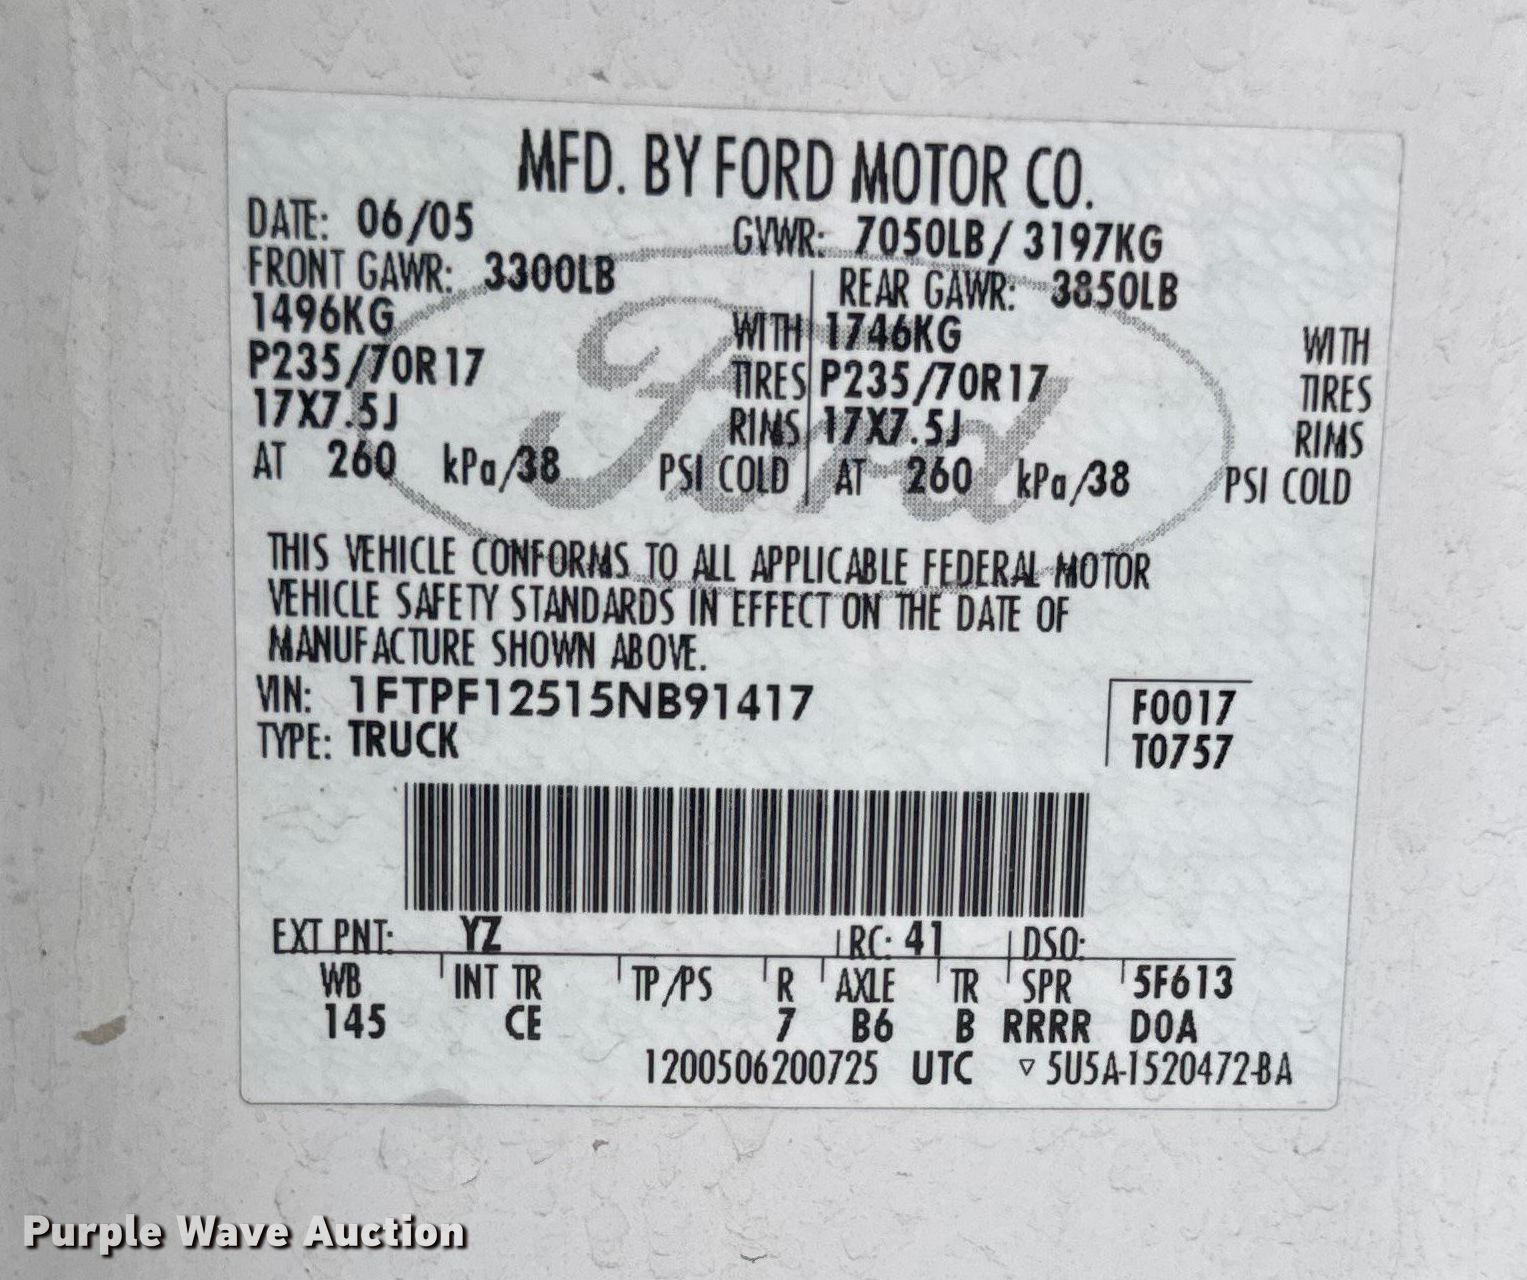 MFD. BY FORD MOTOR CO.
DATE: 06/05 GVWR: 7050LB/ 3197KG
FRONT GAWR: 3300LB REAR GAWR: 3850LB
1496KG WITH 1746KG WITH
P235/70R17 TIRES P235/70R17 TIRES
17X7.5J RIMS 17X7.5J RIMS
AT 260 kPa/38 PSI COLD AT 260 kPa/38 PSI COLD
Ford
THIS VEHICLE CONFORMS TO ALL APPLICABLE FEDERAL MOTOR
VEHICLE SAFETY STANDARDS IN EFFECT ON THE DATE OF
MANUFACTURE SHOWN ABOVE.
VIN: 1FTPF12515NB91417 F0017
TYPE: TRUCK T0757
EXT PNT: YZ RC: 41 DSO:
WB INT TR TP/PS R AXLE TR SPR 5F613
145 CE 7 B6 B RRRR DOA
1200506200725 UTC ▽ 5U5A-1520472-BA
Purple Wave Auction